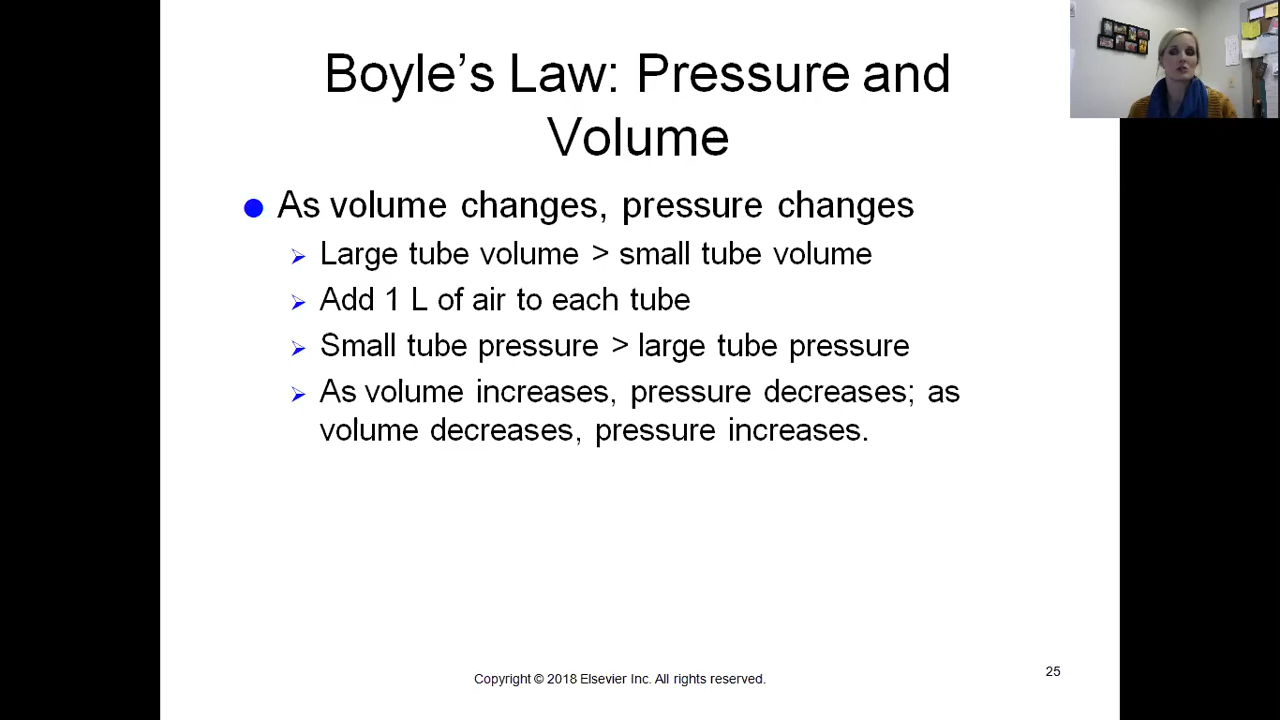 Boyle’s Law: Pressure and
Volume
As volume changes, pressure changes
Large tube volume > small tube volume
Add 1 L of air to each tube
Small tube pressure > large tube pressure
As volume increases, pressure decreases; as
volume decreases, pressure increases.
Copyright © 2018 Elsevier Inc. All rights reserved.
25